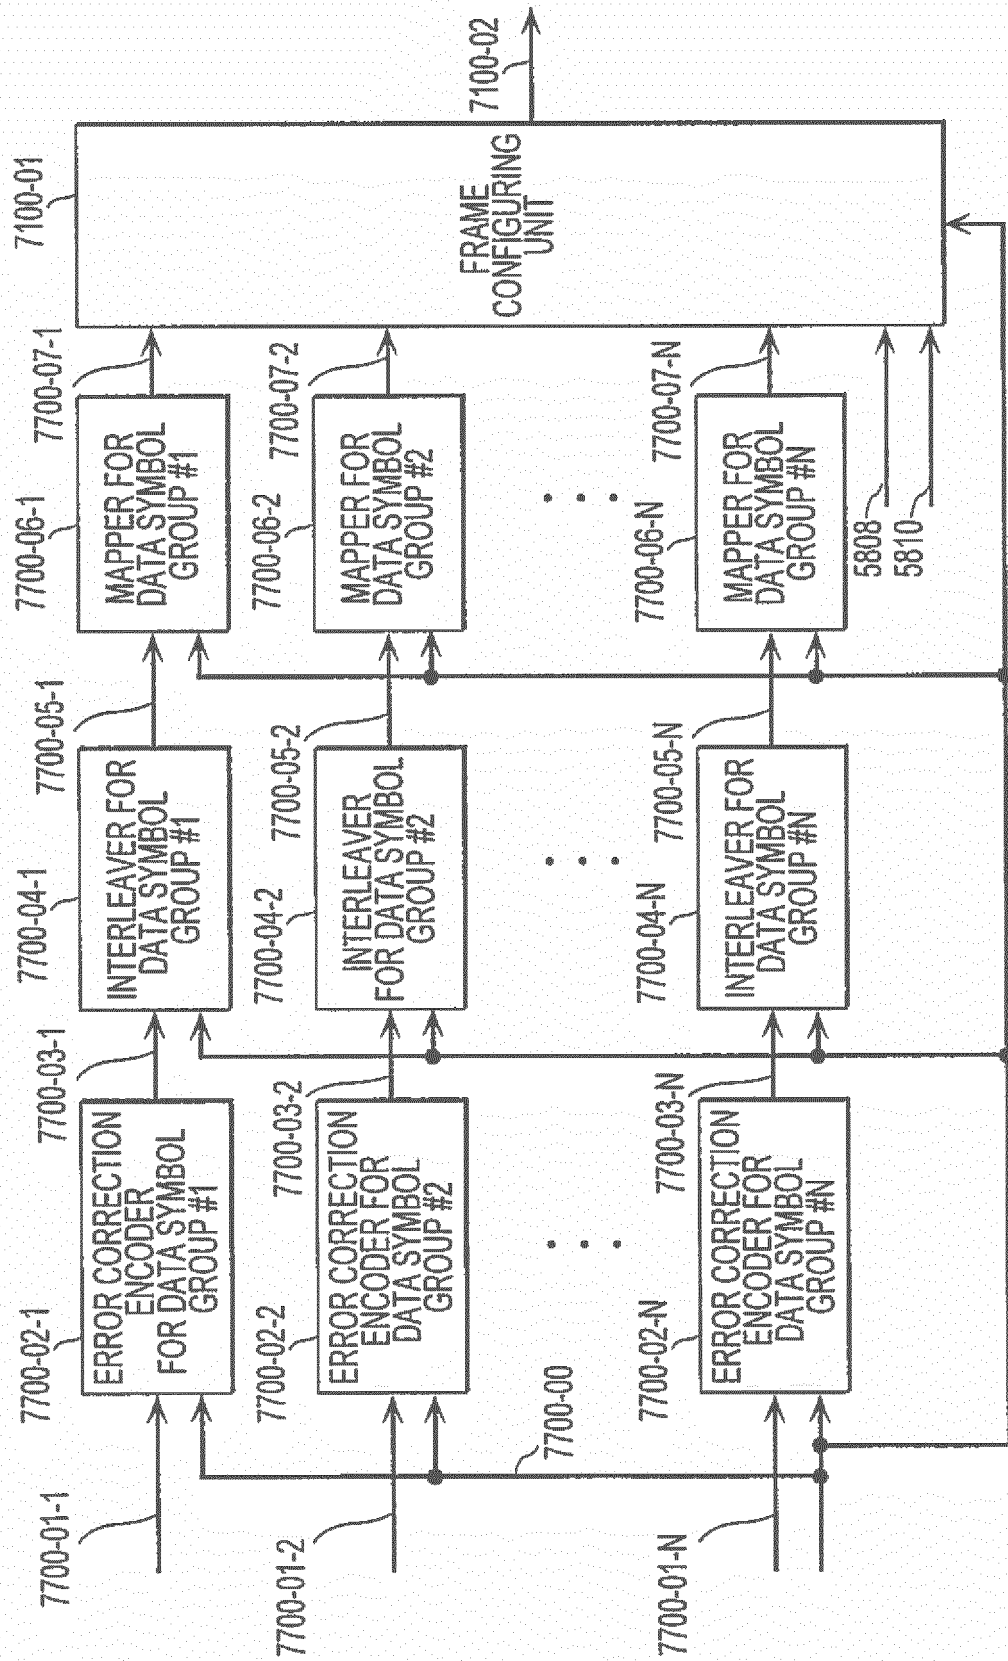 7700-01-1
7700-02-1
ERROR CORRECTION
ENCODER
FOR DATA SYMBOL
GROUP #1
7700-03-1
7700-04-1
INTERLEAVER FOR
DATA SYMBOL
GROUP #1
7700-05-1
7700-06-1
MAPPER FOR
DATA SYMBOL
GROUP #1
7700-07-1
7100-01
FRAME
CONFIGURING
UNIT
7100-02
7700-01-2
7700-02-2
ERROR CORRECTION
ENCODER FOR
DATA SYMBOL
GROUP #2
7700-03-2
7700-04-2
INTERLEAVER
FOR DATA SYMBOL
GROUP #2
7700-05-2
7700-06-2
MAPPER FOR
DATA SYMBOL
GROUP #2
7700-07-2
7700-00
7700-01-N
7700-02-N
ERROR CORRECTION
ENCODER FOR
DATA SYMBOL
GROUP #N
7700-03-N
7700-04-N
INTERLEAVER FOR
DATA SYMBOL
GROUP #N
7700-05-N
7700-06-N
MAPPER FOR
DATA SYMBOL
GROUP #N
7700-07-N
5808
5810